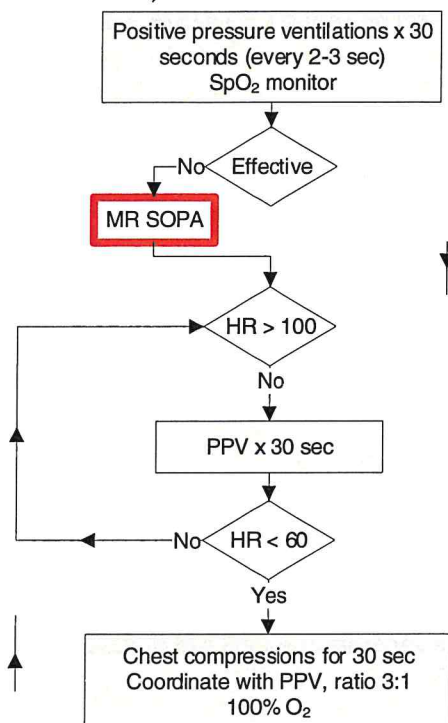 Positive pressure ventilations x 30
seconds (every 2-3 sec)
SpO₂ monitor
No
Effective
MR SOPA
HR > 100
No
PPV x 30 sec
No
HR < 60
Yes
Chest compressions for 30 sec
Coordinate with PPV, ratio 3:1
100% O₂